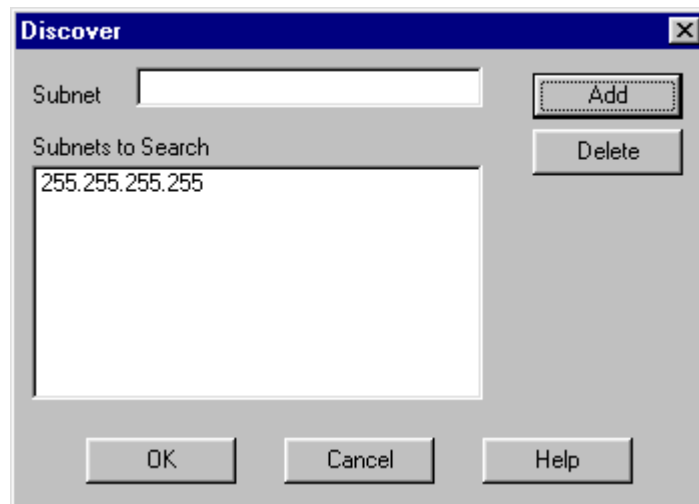 Discover
Subnet
Add
Subnets to Search
Delete
255.255.255.255
OK
Cancel
Help